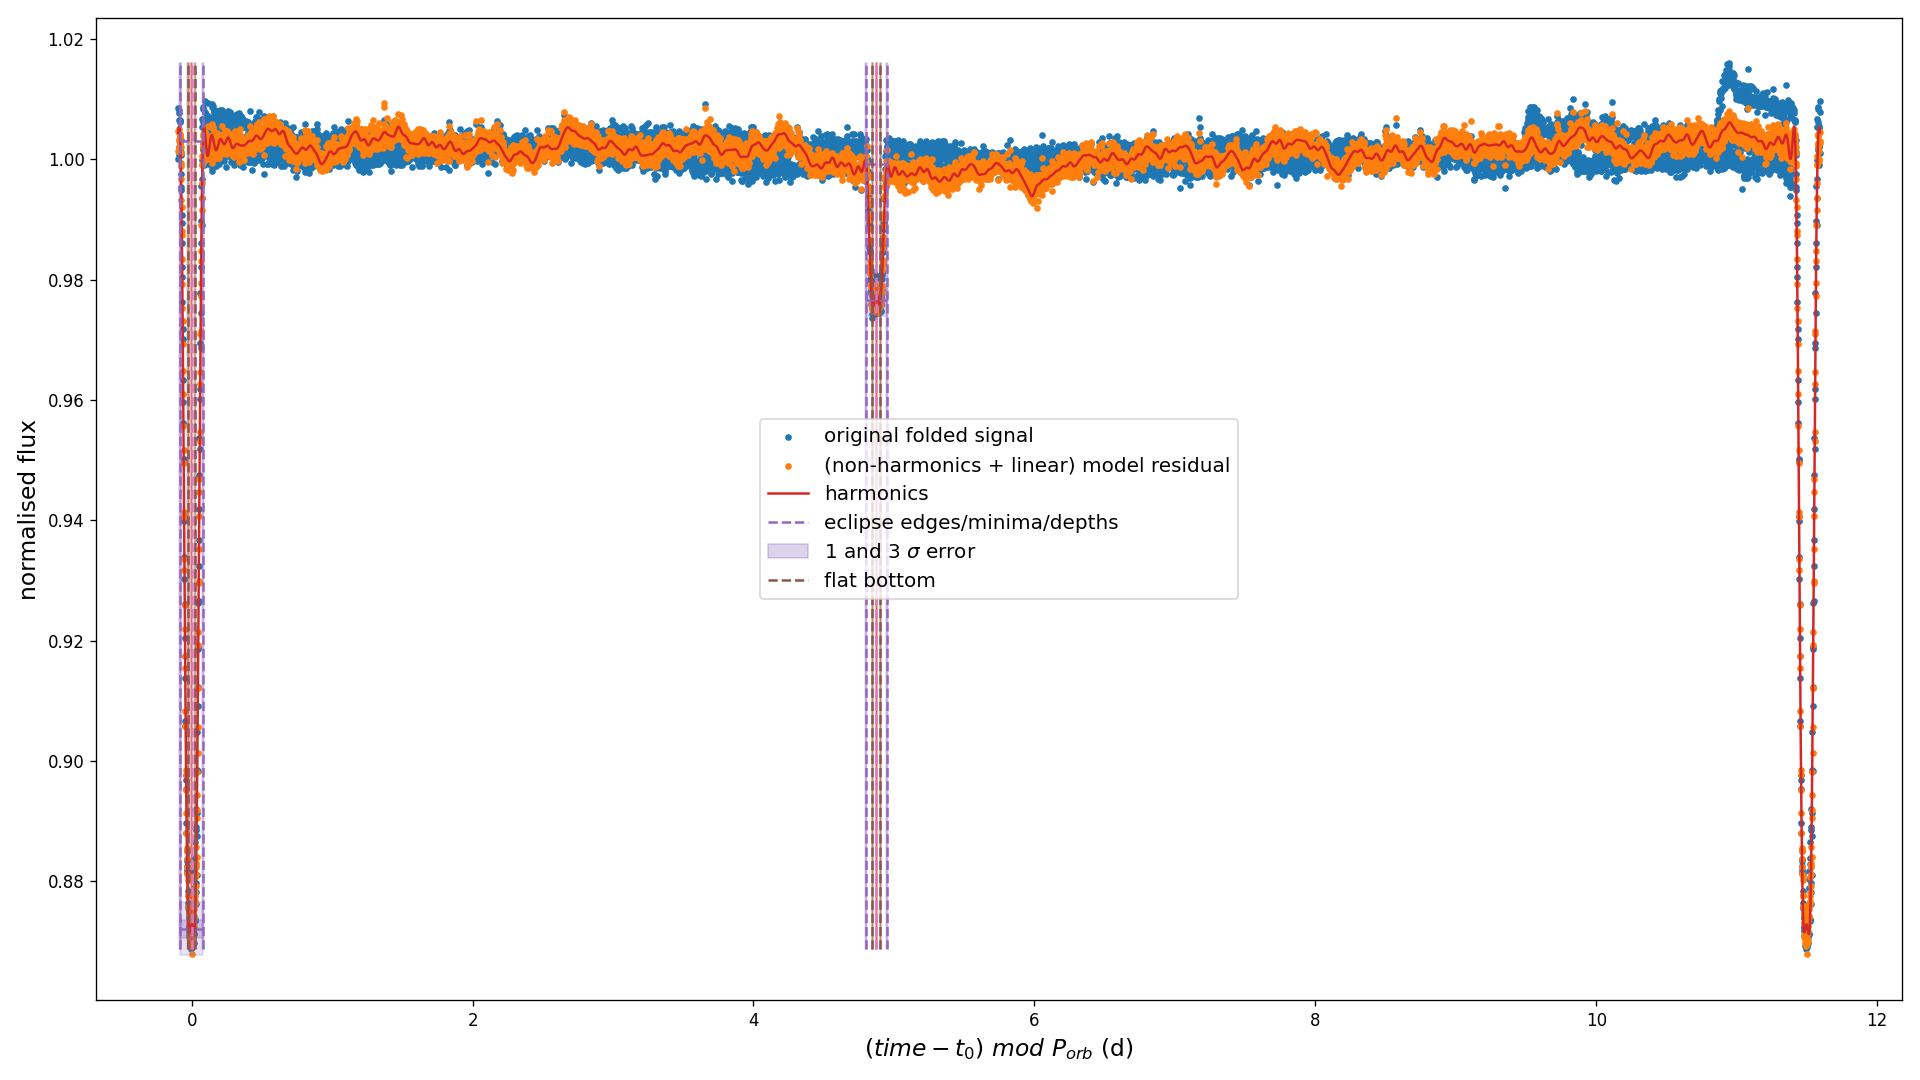 1.02
1.00
0.98
0.96
0.94
0.92
0.90
0.88
normalised flux
original folded signal
(non-harmonics + linear) model residual
harmonics
eclipse edges/minima/depths
1 and 3 σ error
flat bottom
0 2 4 6 8 10 12
(time − t₀) mod Pₒᵣb (d)